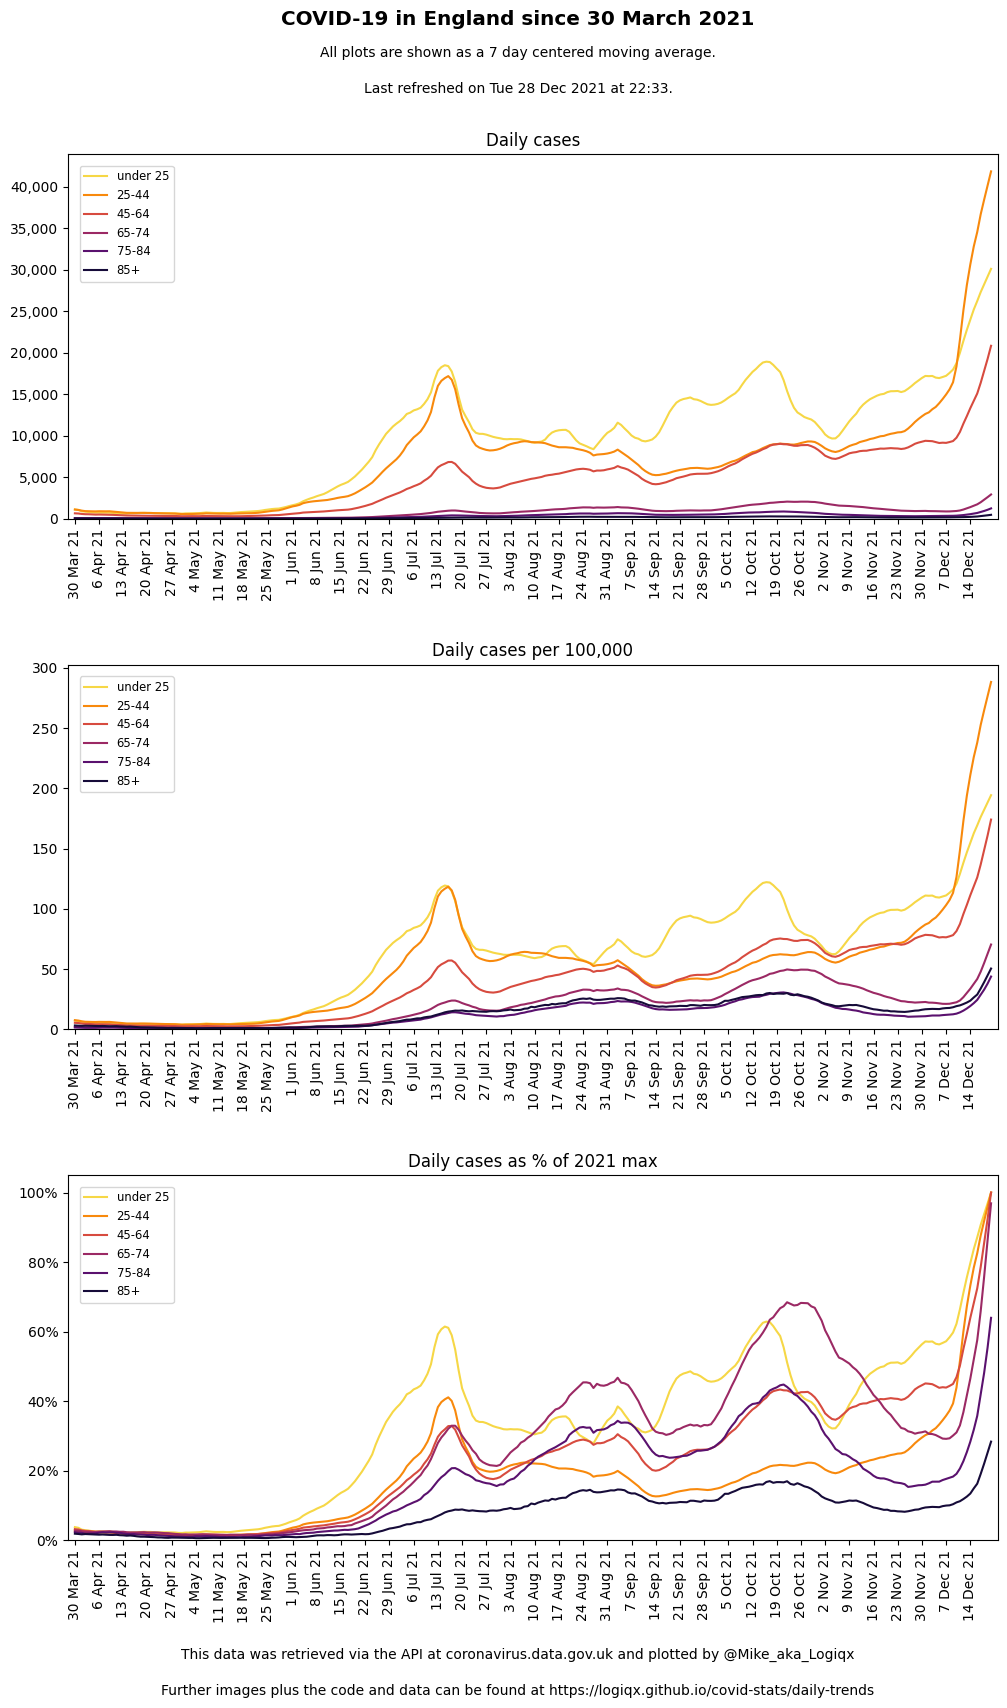 COVID-19 in England since 30 March 2021
All plots are shown as a 7 day centered moving average.
Last refreshed on Tue 28 Dec 2021 at 22:33.
Daily cases
under 25
25-44
45-64
65-74
75-84
85+
40,000
35,000
30,000
25,000
20,000
15,000
10,000
5,000
0
30 Mar 21
6 Apr 21
13 Apr 21
20 Apr 21
27 Apr 21
4 May 21
11 May 21
18 May 21
25 May 21
1 Jun 21
8 Jun 21
15 Jun 21
22 Jun 21
29 Jun 21
6 Jul 21
13 Jul 21
20 Jul 21
27 Jul 21
3 Aug 21
10 Aug 21
17 Aug 21
24 Aug 21
31 Aug 21
7 Sep 21
14 Sep 21
21 Sep 21
28 Sep 21
5 Oct 21
12 Oct 21
19 Oct 21
26 Oct 21
2 Nov 21
9 Nov 21
16 Nov 21
23 Nov 21
30 Nov 21
7 Dec 21
14 Dec 21
Daily cases per 100,000
under 25
25-44
45-64
65-74
75-84
85+
300
250
200
150
100
50
0
30 Mar 21
6 Apr 21
13 Apr 21
20 Apr 21
27 Apr 21
4 May 21
11 May 21
18 May 21
25 May 21
1 Jun 21
8 Jun 21
15 Jun 21
22 Jun 21
29 Jun 21
6 Jul 21
13 Jul 21
20 Jul 21
27 Jul 21
3 Aug 21
10 Aug 21
17 Aug 21
24 Aug 21
31 Aug 21
7 Sep 21
14 Sep 21
21 Sep 21
28 Sep 21
5 Oct 21
12 Oct 21
19 Oct 21
26 Oct 21
2 Nov 21
9 Nov 21
16 Nov 21
23 Nov 21
30 Nov 21
7 Dec 21
14 Dec 21
Daily cases as % of 2021 max
under 25
25-44
45-64
65-74
75-84
85+
100%
80%
60%
40%
20%
0%
30 Mar 21
6 Apr 21
13 Apr 21
20 Apr 21
27 Apr 21
4 May 21
11 May 21
18 May 21
25 May 21
1 Jun 21
8 Jun 21
15 Jun 21
22 Jun 21
29 Jun 21
6 Jul 21
13 Jul 21
20 Jul 21
27 Jul 21
3 Aug 21
10 Aug 21
17 Aug 21
24 Aug 21
31 Aug 21
7 Sep 21
14 Sep 21
21 Sep 21
28 Sep 21
5 Oct 21
12 Oct 21
19 Oct 21
26 Oct 21
2 Nov 21
9 Nov 21
16 Nov 21
23 Nov 21
30 Nov 21
7 Dec 21
14 Dec 21
This data was retrieved via the API at coronavirus.data.gov.uk and plotted by @Mike_aka_Logiqx
Further images plus the code and data can be found at https://logiqx.github.io/covid-stats/daily-trends